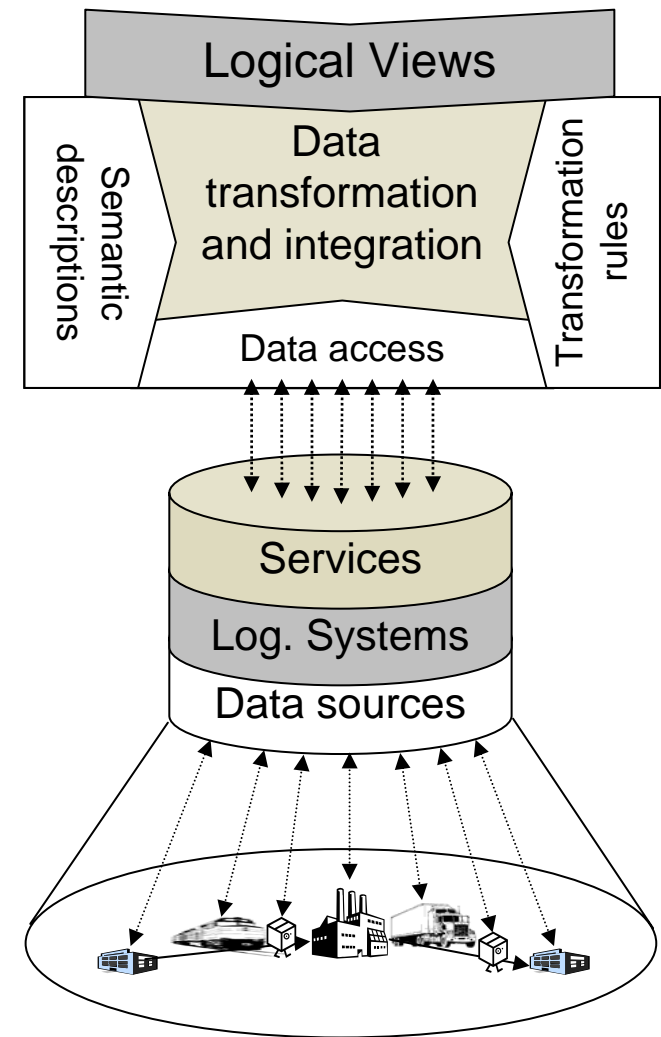 Logical Views
Semantic
descriptions
Data
transformation
and integration
Transformation
rules
Data access
Services
Log. Systems
Data sources